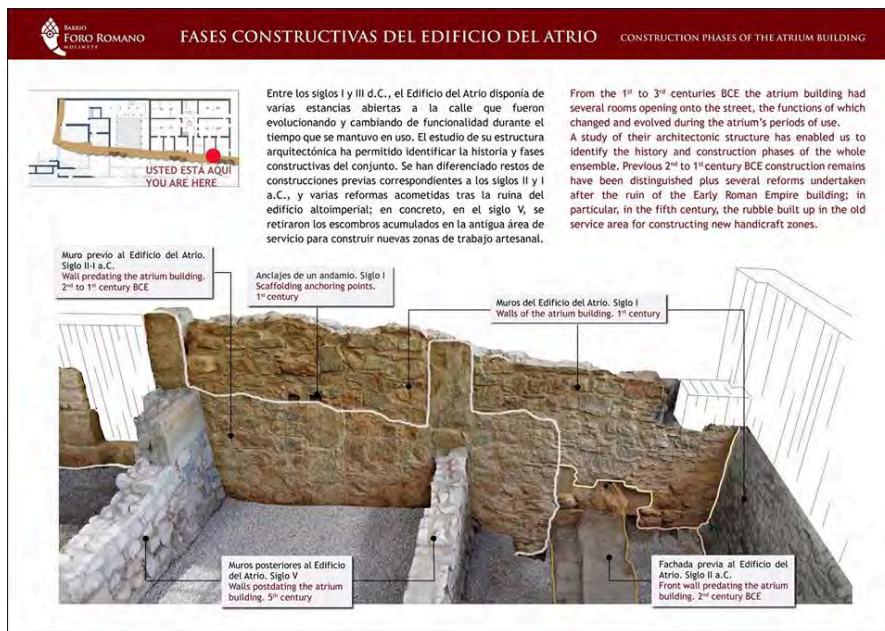 BARRIO
FORO ROMANO
MOLINETE
FASES CONSTRUCTIVAS DEL EDIFICIO DEL ATRIO
CONSTRUCTION PHASES OF THE ATRIUM BUILDING
USTED ESTÁ AQUÍ
YOU ARE HERE
Entre los siglos I y III d.C., el Edificio del Atrio disponía de
varias estancias abiertas a la calle que fueron
evolucionando y cambiando de funcionalidad durante el
tiempo que se mantuvo en uso. El estudio de su estructura
arquitectónica ha permitido identificar la historia y fases
constructivas del conjunto. Se han diferenciado restos de
construcciones previas correspondientes a los siglos II y I
a.C., y varias reformas acometidas tras la ruina del
edificio altoimperial; en concreto, en el siglo V, se
retiraron los escombros acumulados en la antigua área de
servicio para construir nuevas zonas de trabajo artesanal.
From the 1st to 3rd centuries BCE the atrium building had
several rooms opening onto the street, the functions of which
changed and evolved during the atrium's periods of use.
A study of their architectonic structure has enabled us to
identify the history and construction phases of the whole
ensemble. Previous 2nd to 1st century BCE construction remains
have been distinguished plus several reforms undertaken
after the ruin of the Early Roman Empire building; in
particular, in the fifth century, the rubble built up in the old
service area for constructing new handicraft zones.
Muro previo al Edificio del Atrio.
Siglo II-I a.C.
Wall predating the atrium building.
2nd to 1st century BCE
Anclajes de un andamio. Siglo I
Scaffolding anchoring points.
1st century
Muros del Edificio del Atrio. Siglo I
Walls of the atrium building. 1st century
Muros posteriores al Edificio
del Atrio. Siglo V
Walls postdating the atrium
building. 5th century
Fachada previa al Edificio del
Atrio. Siglo II a.C.
Front wall predating the atrium
building. 2nd century BCE